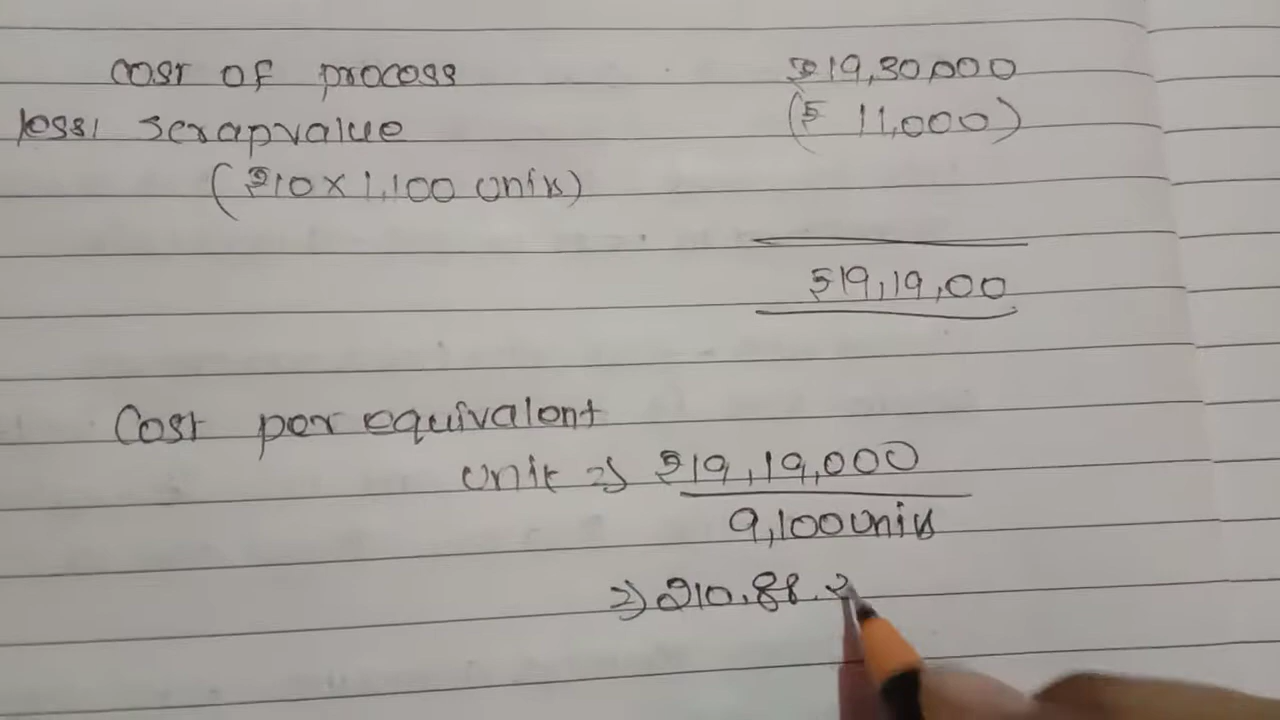 cost of process ₹19,30,000
less: scrapvalue (₹ 11,000)
(₹10 x 1,100 units)
₹19,19,00
Cost per equivalent
unit => ₹19,19,000
9,100 units
=> 210.88.2